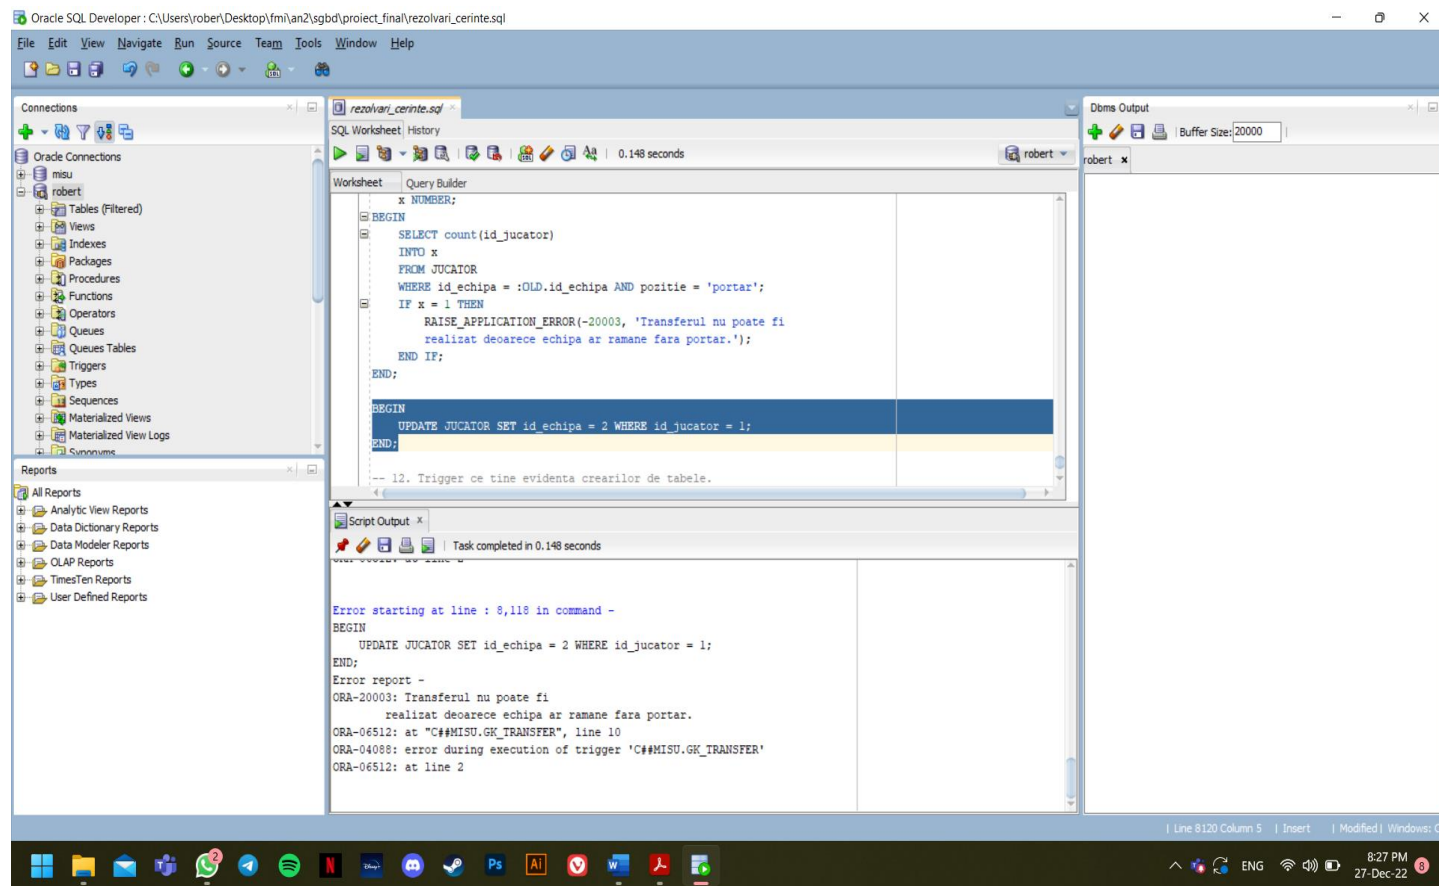 Oracle SQL Developer : C:\Users\rober\Desktop\fmi\an2\sgbd\proiect_final\rezolvari_cerinte.sql
File Edit View Navigate Run Source Team Tools Window Help
Connections
Oracle Connections
misu
robert
Tables (Filtered)
Views
Indexes
Packages
Procedures
Functions
Operators
Queues
Queues Tables
Triggers
Types
Sequences
Materialized Views
Materialized View Logs
Synonyms
Reports
All Reports
Analytic View Reports
Data Dictionary Reports
Data Modeler Reports
OLAP Reports
TimesTen Reports
User Defined Reports
rezolvari_cerinte.sql
SQL Worksheet History
0.148 seconds
robert
Worksheet Query Builder
x NUMBER;
BEGIN
SELECT count(id_jucator)
INTO x
FROM JUCATOR
WHERE id_echipa = :OLD.id_echipa AND pozitie = 'portar';
IF x = 1 THEN
RAISE_APPLICATION_ERROR(-20003, 'Transferul nu poate fi
realizat deoarece echipa ar ramane fara portar.');
END IF;
END;
BEGIN
UPDATE JUCATOR SET id_echipa = 2 WHERE id_jucator = 1;
END;
-- 12. Trigger ce tine evidenta crearilor de tabele.
Script Output
Task completed in 0.148 seconds
Error starting at line : 8,118 in command -
BEGIN
UPDATE JUCATOR SET id_echipa = 2 WHERE id_jucator = 1;
END;
Error report -
ORA-20003: Transferul nu poate fi
realizat deoarece echipa ar ramane fara portar.
ORA-06512: at "C##MISU.GK_TRANSFER", line 10
ORA-04088: error during execution of trigger 'C##MISU.GK_TRANSFER'
ORA-06512: at line 2
Dbms Output
Buffer Size: 20000
robert
| Line 8120 Column 5 | Insert | Modified | Windows: C
2
Ps
Ai
ENG
8:27 PM
27-Dec-22
8